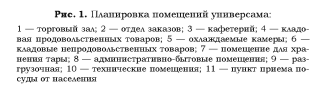 Рис. 1. Планировка помещений универсама:
1 — торговый зал; 2 — отдел заказов; 3 — кафетерий; 4 — кладо-
вая продовольственных товаров; 5 — охлаждаемые камеры; 6 —
кладовые непродовольственных товаров; 7 — помещение для хра-
нения тары; 8 — административно-бытовые помещения; 9 — раз-
грузочная; 10 — технические помещения; 11 — пункт приема по-
суды от населения